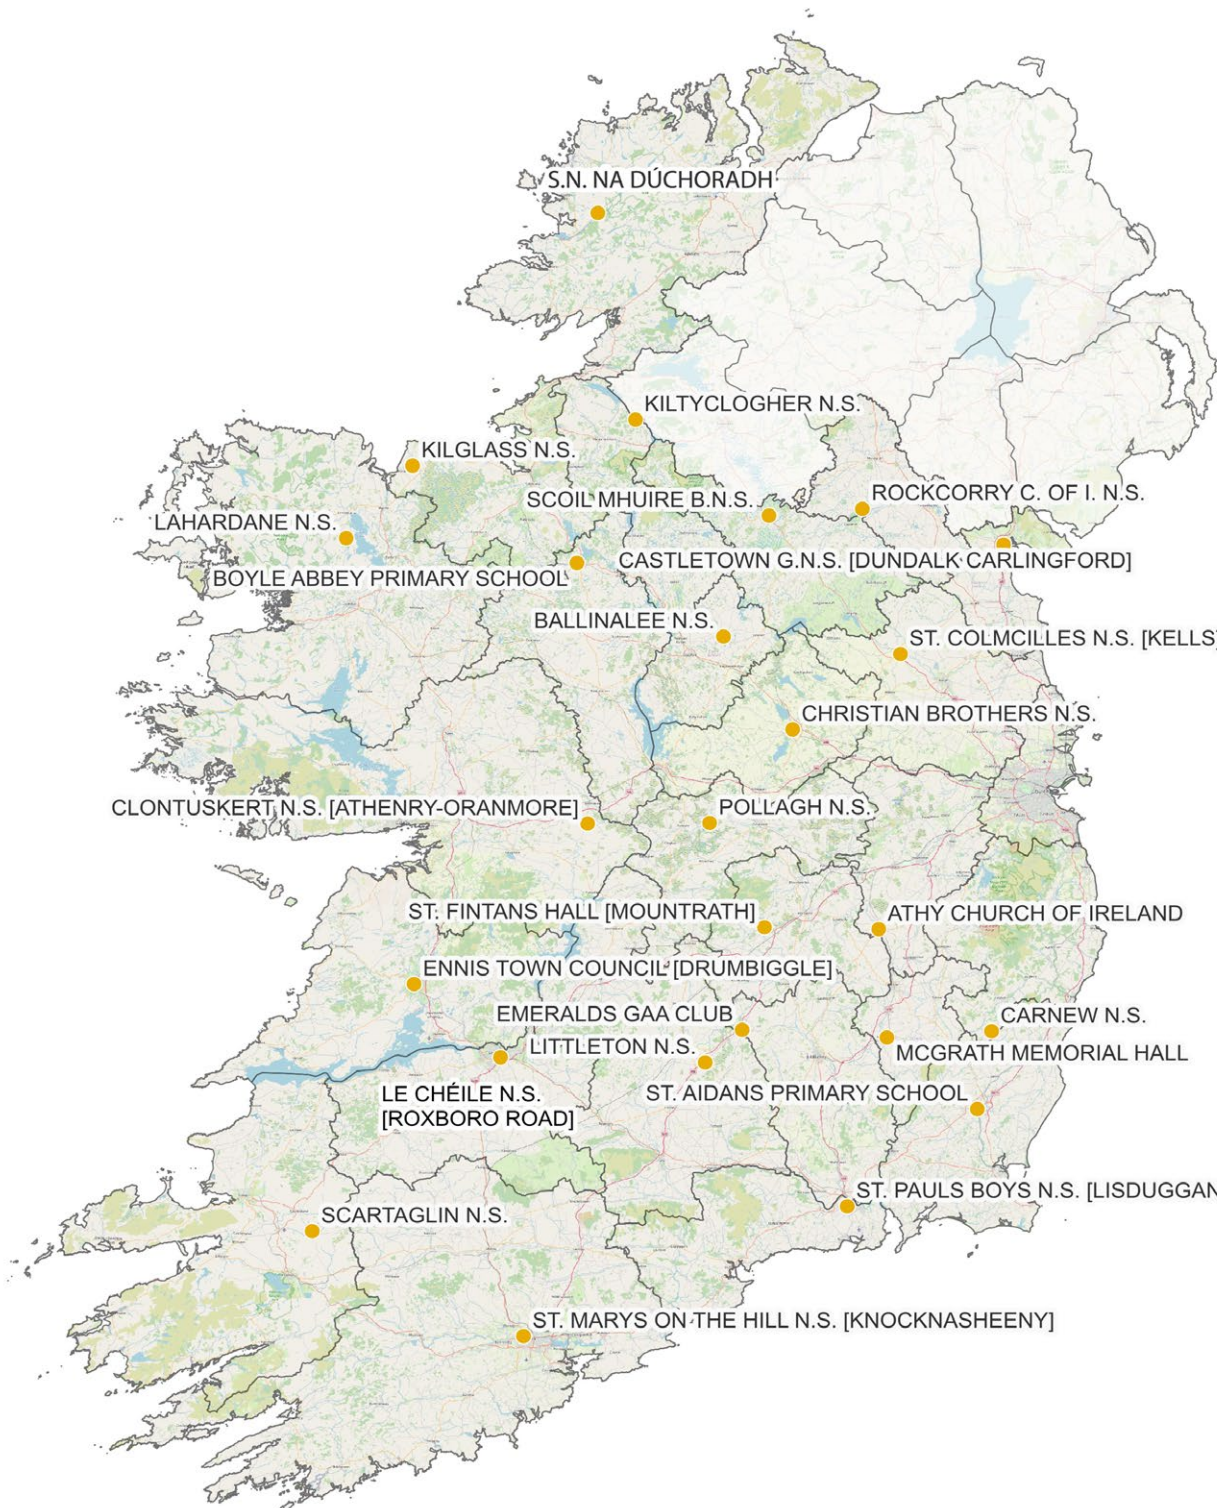 S.N. NA DÚCHORADH
KILTYCLOGHER N.S.
KILGLASS N.S.
SCOIL MHUIRE B.N.S.
ROCKCORRY C. OF I. N.S.
LAHARDANE N.S.
CASTLETOWN G.N.S. [DUNDALK CARLINGFORD]
BOYLE ABBEY PRIMARY SCHOOL
BALLINALEE N.S.
ST. COLMCILLES N.S. [KELLS]
CHRISTIAN BROTHERS N.S.
CLONTUSKERT N.S. [ATHENRY-ORANMORE]
POLLAGH N.S.
ST. FINTANS HALL [MOUNTRATH]
ATHY CHURCH OF IRELAND
ENNIS TOWN COUNCIL [DRUMBIGGLE]
EMERALDS GAA CLUB
CARNEW N.S.
LITTLETON N.S.
MCGRATH MEMORIAL HALL
LE CHÉILE N.S.
[ROXBORO ROAD]
ST. AIDANS PRIMARY SCHOOL
ST. PAULS BOYS N.S. [LISDUGGAN
SCARTAGLIN N.S.
ST. MARYS ON THE HILL N.S. [KNOCKNASHEENY]